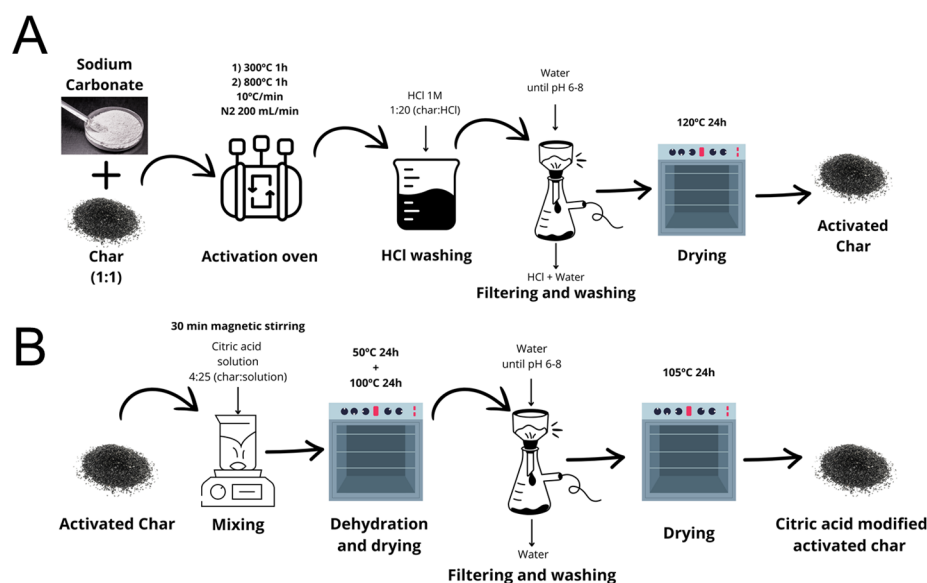 A
Sodium
Carbonate
+
Char
(1:1)
1) 300ºC 1h
2) 800ºC 1h
10ºC/min
N2 200 mL/min
Activation oven
HCl 1M
1:20 (char:HCl)
HCl washing
Water
until pH 6-8
HCl + Water
Filtering and washing
120ºC 24h
Drying
Activated
Char
B
30 min magnetic stirring
Citric acid
solution
4:25 (char:solution)
Activated Char
Mixing
50ºC 24h
+
100ºC 24h
Dehydration
and drying
Water
until pH 6-8
Water
Filtering and washing
105ºC 24h
Drying
Citric acid modified
activated char